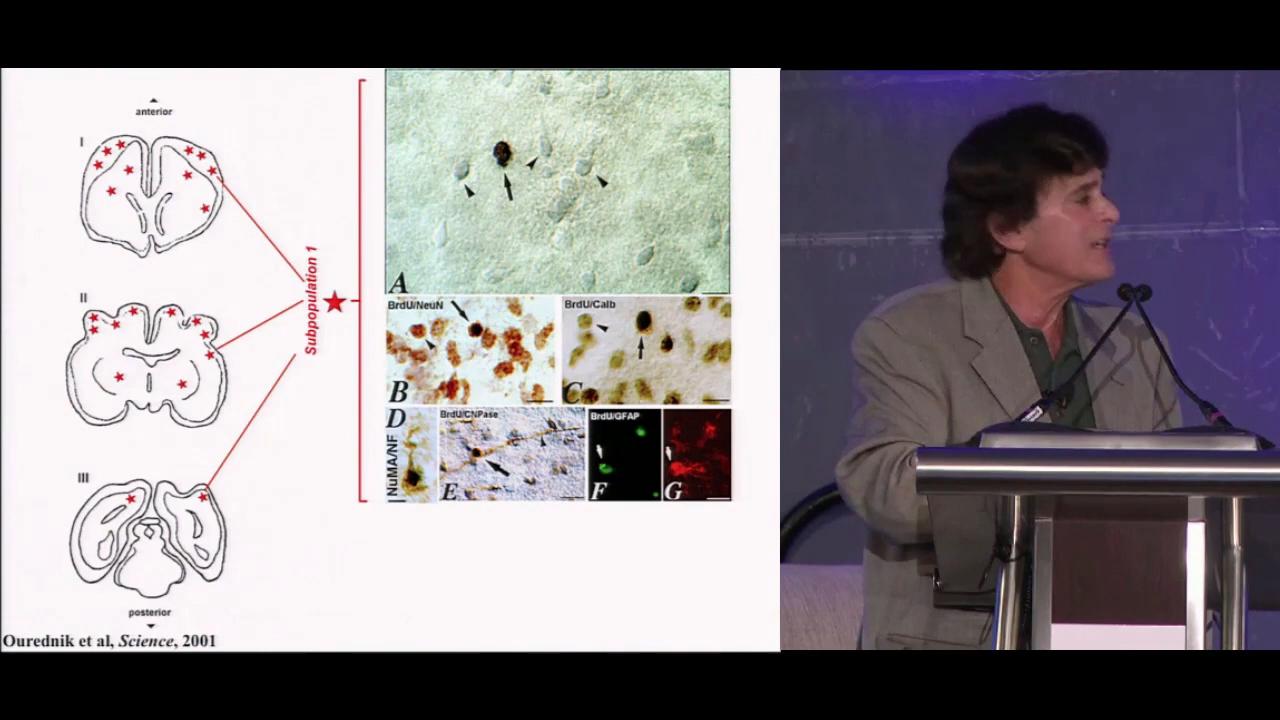 anterior
I
II
III
Subpopulation 1
posterior
Ourednik et al, Science, 2001
A
BrdU/NeuN
B
BrdU/Calb
C
D
NuMA/NF
BrdU/CNPase
E
BrdU/GFAP
F
G